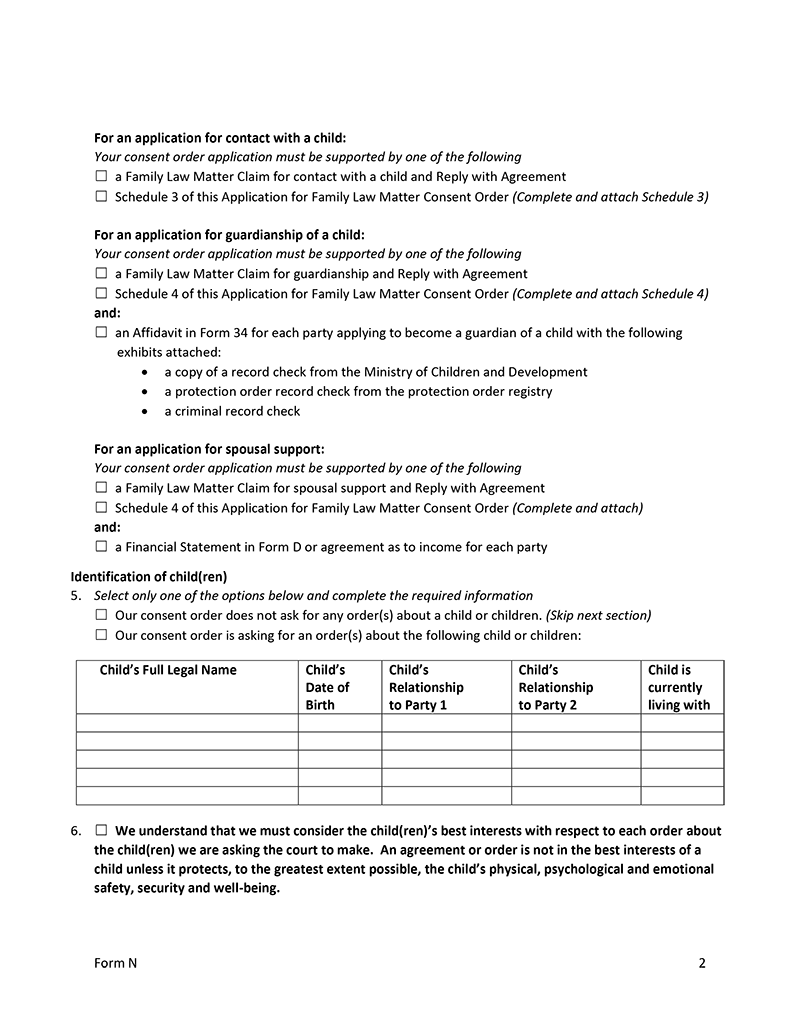 For an application for contact with a child:
Your consent order application must be supported by one of the following
☐ a Family Law Matter Claim for contact with a child and Reply with Agreement
☐ Schedule 3 of this Application for Family Law Matter Consent Order (Complete and attach Schedule 3)
For an application for guardianship of a child:
Your consent order application must be supported by one of the following
☐ a Family Law Matter Claim for guardianship and Reply with Agreement
☐ Schedule 4 of this Application for Family Law Matter Consent Order (Complete and attach Schedule 4)
and:
☐ an Affidavit in Form 34 for each party applying to become a guardian of a child with the following
exhibits attached:
• a copy of a record check from the Ministry of Children and Development
• a protection order record check from the protection order registry
• a criminal record check
For an application for spousal support:
Your consent order application must be supported by one of the following
☐ a Family Law Matter Claim for spousal support and Reply with Agreement
☐ Schedule 4 of this Application for Family Law Matter Consent Order (Complete and attach)
and:
☐ a Financial Statement in Form D or agreement as to income for each party
Identification of child(ren)
5. Select only one of the options below and complete the required information
☐ Our consent order does not ask for any order(s) about a child or children. (Skip next section)
☐ Our consent order is asking for an order(s) about the following child or children:
Child's Full Legal Name Child's Child's Child's Child is
Date of Relationship Relationship currently
Birth to Party 1 to Party 2 living with
6. ☐ We understand that we must consider the child(ren)'s best interests with respect to each order about
the child(ren) we are asking the court to make. An agreement or order is not in the best interests of a
child unless it protects, to the greatest extent possible, the child's physical, psychological and emotional
safety, security and well-being.
Form N 2